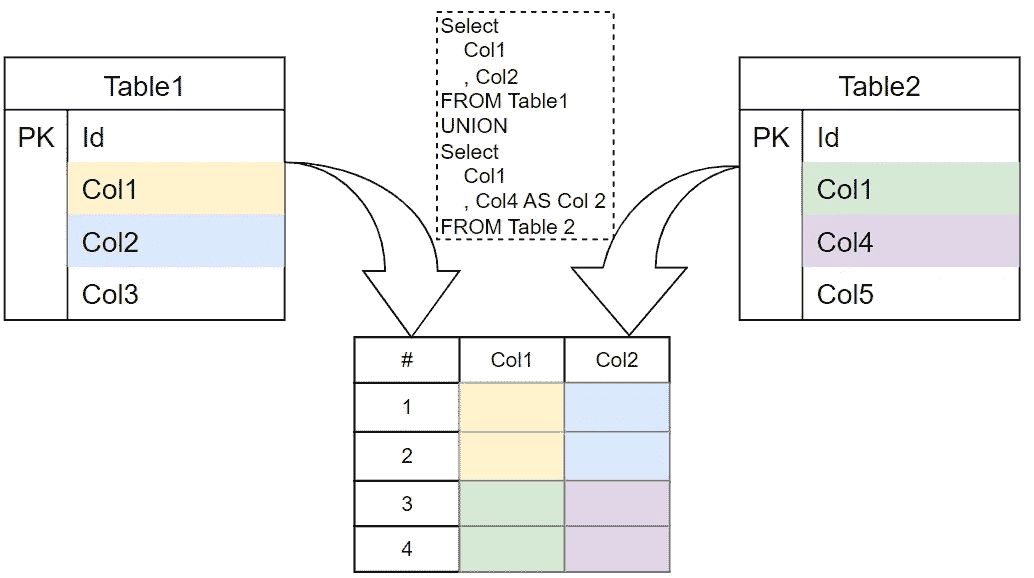 Select
Col1
, Col2
FROM Table1
UNION
Select
Col1
, Col4 AS Col 2
FROM Table 2
Table1
PK Id
Col1
Col2
Col3
Table2
PK Id
Col1
Col4
Col5
# Col1 Col2
1
2
3
4